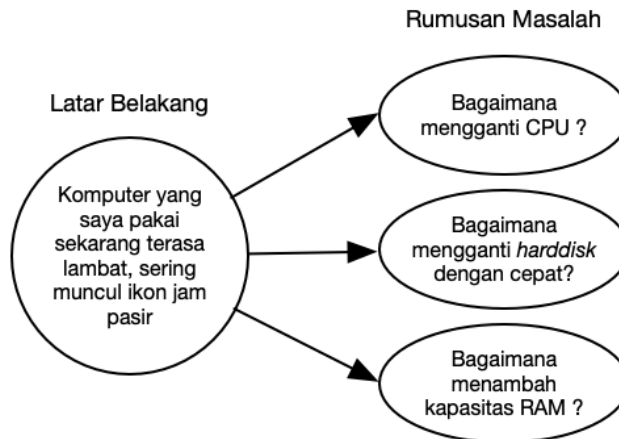 Rumusan Masalah
Latar Belakang
Komputer yang
saya pakai
sekarang terasa
lambat, sering
muncul ikon jam
pasir
Bagaimana
mengganti CPU ?
Bagaimana
mengganti harddisk
dengan cepat?
Bagaimana
menambah
kapasitas RAM ?